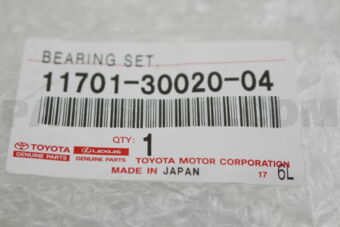 BEARING SET,
11701-30020-04
QTY: 1
TOYOTA LEXUS
GENUINE PARTS GENUINE PARTS TOYOTA MOTOR CORPORATION
MADE IN JAPAN 17 6L